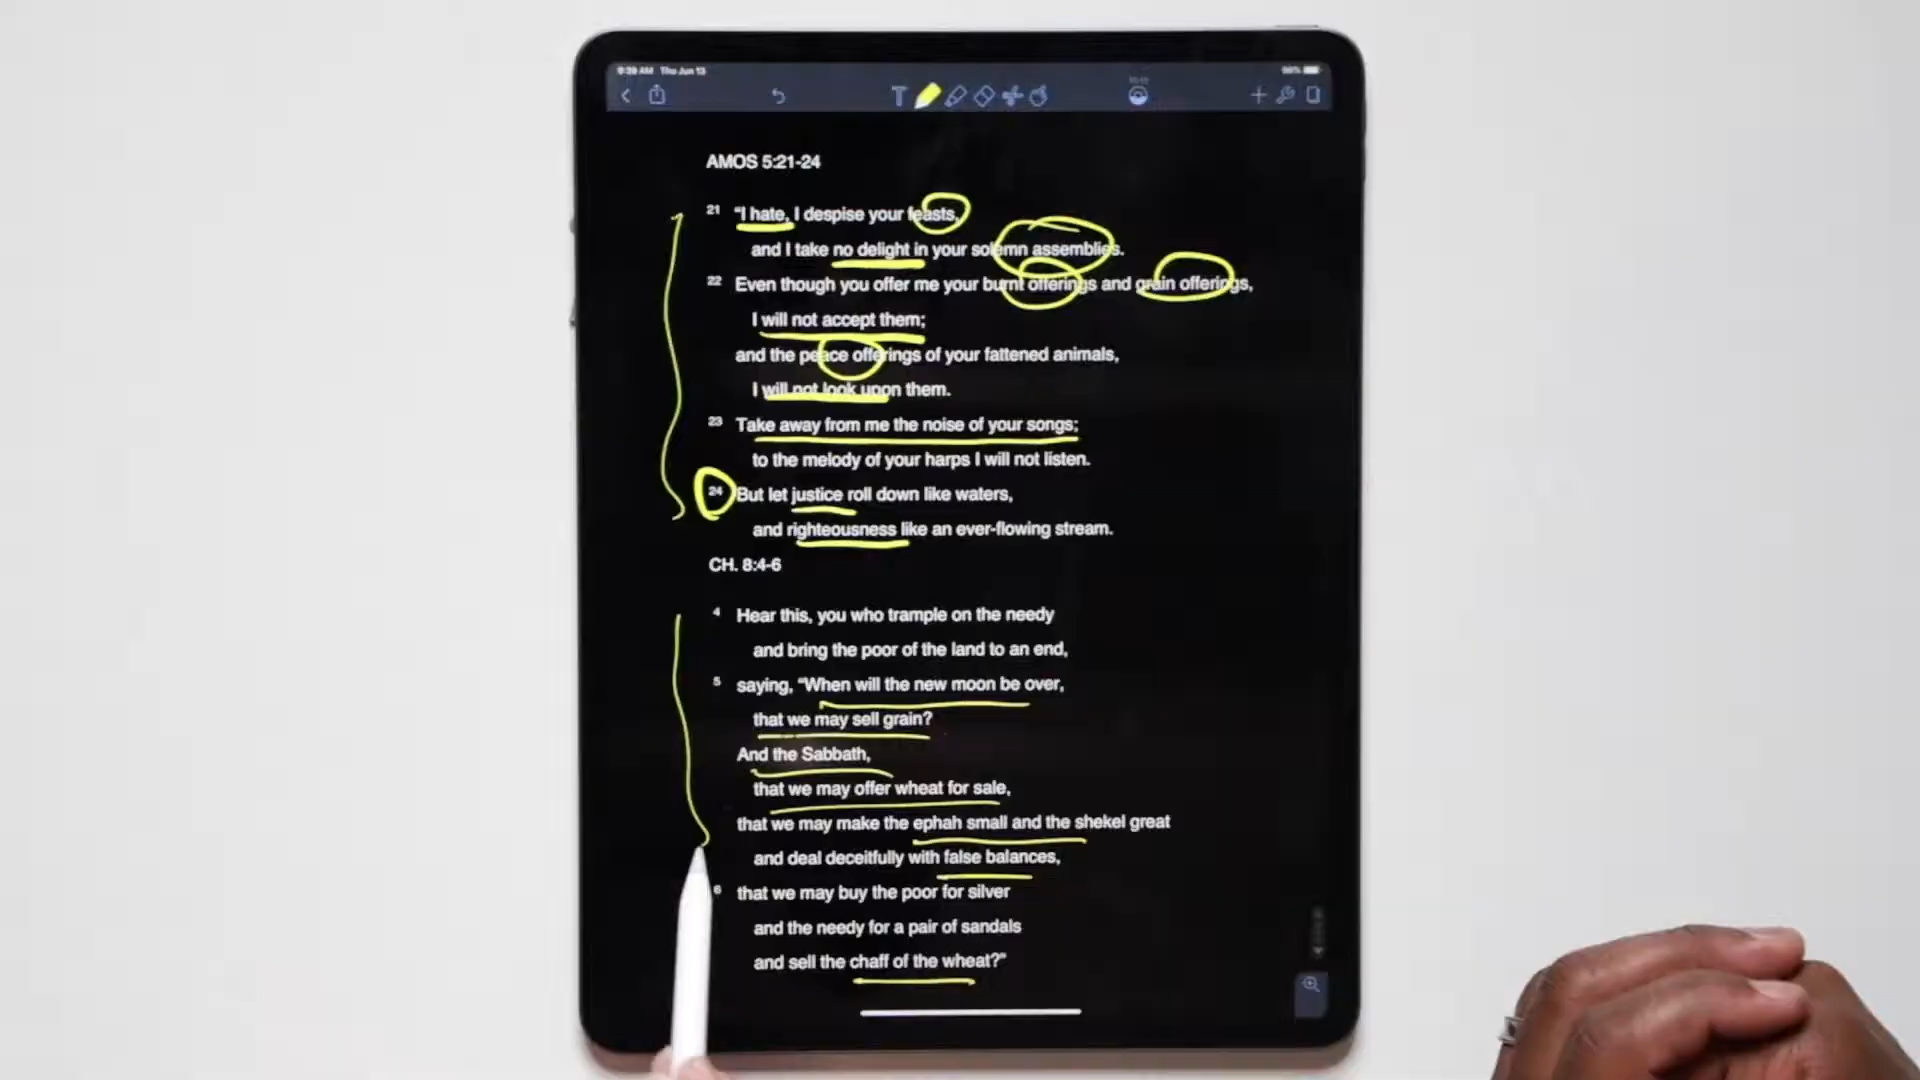 9:39 AM Thu Jun 13
T
AMOS 5:21-24
21 “I hate, I despise your feasts,
and I take no delight in your solemn assemblies.
22 Even though you offer me your burnt offerings and grain offerings,
I will not accept them;
and the peace offerings of your fattened animals,
I will not look upon them.
23 Take away from me the noise of your songs;
to the melody of your harps I will not listen.
24 But let justice roll down like waters,
and righteousness like an ever-flowing stream.
CH. 8:4-6
4 Hear this, you who trample on the needy
and bring the poor of the land to an end,
5 saying, “When will the new moon be over,
that we may sell grain?
And the Sabbath,
that we may offer wheat for sale,
that we may make the ephah small and the shekel great
and deal deceitfully with false balances,
6 that we may buy the poor for silver
and the needy for a pair of sandals
and sell the chaff of the wheat?”